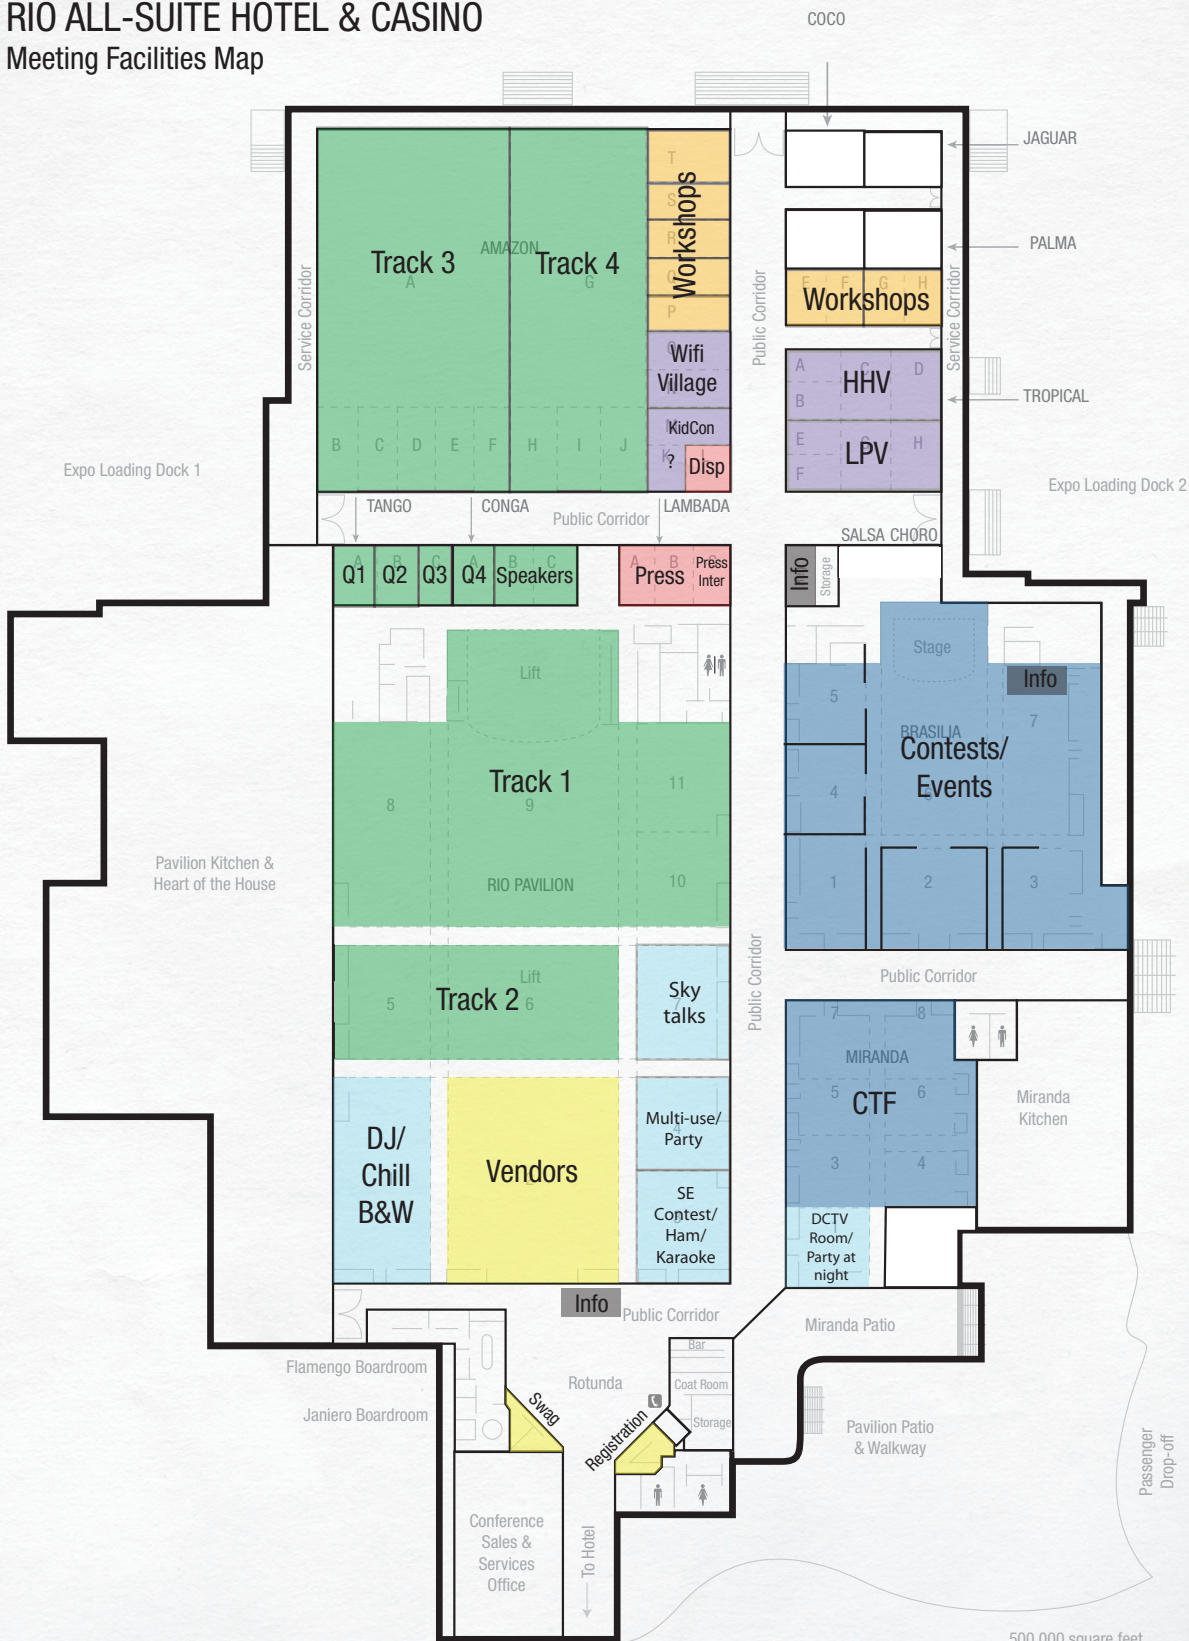 RIO ALL-SUITE HOTEL & CASINO
Meeting Facilities Map
COCO
JAGUAR
PALMA
TROPICAL
Service Corridor
AMAZON
Track 3
A
Track 4
G
B
C
D
E
F
H
I
J
T
S
R
P
Workshops
Wifi
Village
KidCon
?
K
Disp
Public Corridor
E
F
G
H
Workshops
Service Corridor
A
C
D
B
HHV
E
H
F
LPV
Expo Loading Dock 1
Expo Loading Dock 2
TANGO
CONGA
Public Corridor
LAMBADA
SALSA CHORO
A
B
C
A
B
C
Q1
Q2
Q3
Q4
Speakers
A
B
Press
Press
Inter
Info
Storage
Lift
Stage
Info
5
7
BRASILIA
Contests/
Events
4
1
2
3
Track 1
8
9
11
10
RIO PAVILION
Pavilion Kitchen &
Heart of the House
Public Corridor
Public Corridor
Lift
Track 2
5
6
Sky
talks
7
7
8
MIRANDA
5
6
CTF
3
4
Miranda
Kitchen
DJ/
Chill
B&W
Vendors
Multi-use/
Party
4
SE
Contest/
Ham/
Karaoke
DCTV
Room/
Party at
night
Info
Public Corridor
Miranda Patio
Flamengo Boardroom
Janiero Boardroom
Rotunda
Bar
Coat Room
Storage
Swag
Registration
Pavilion Patio
& Walkway
Passenger
Drop-off
Conference
Sales &
Services
Office
To Hotel
500,000 square feet